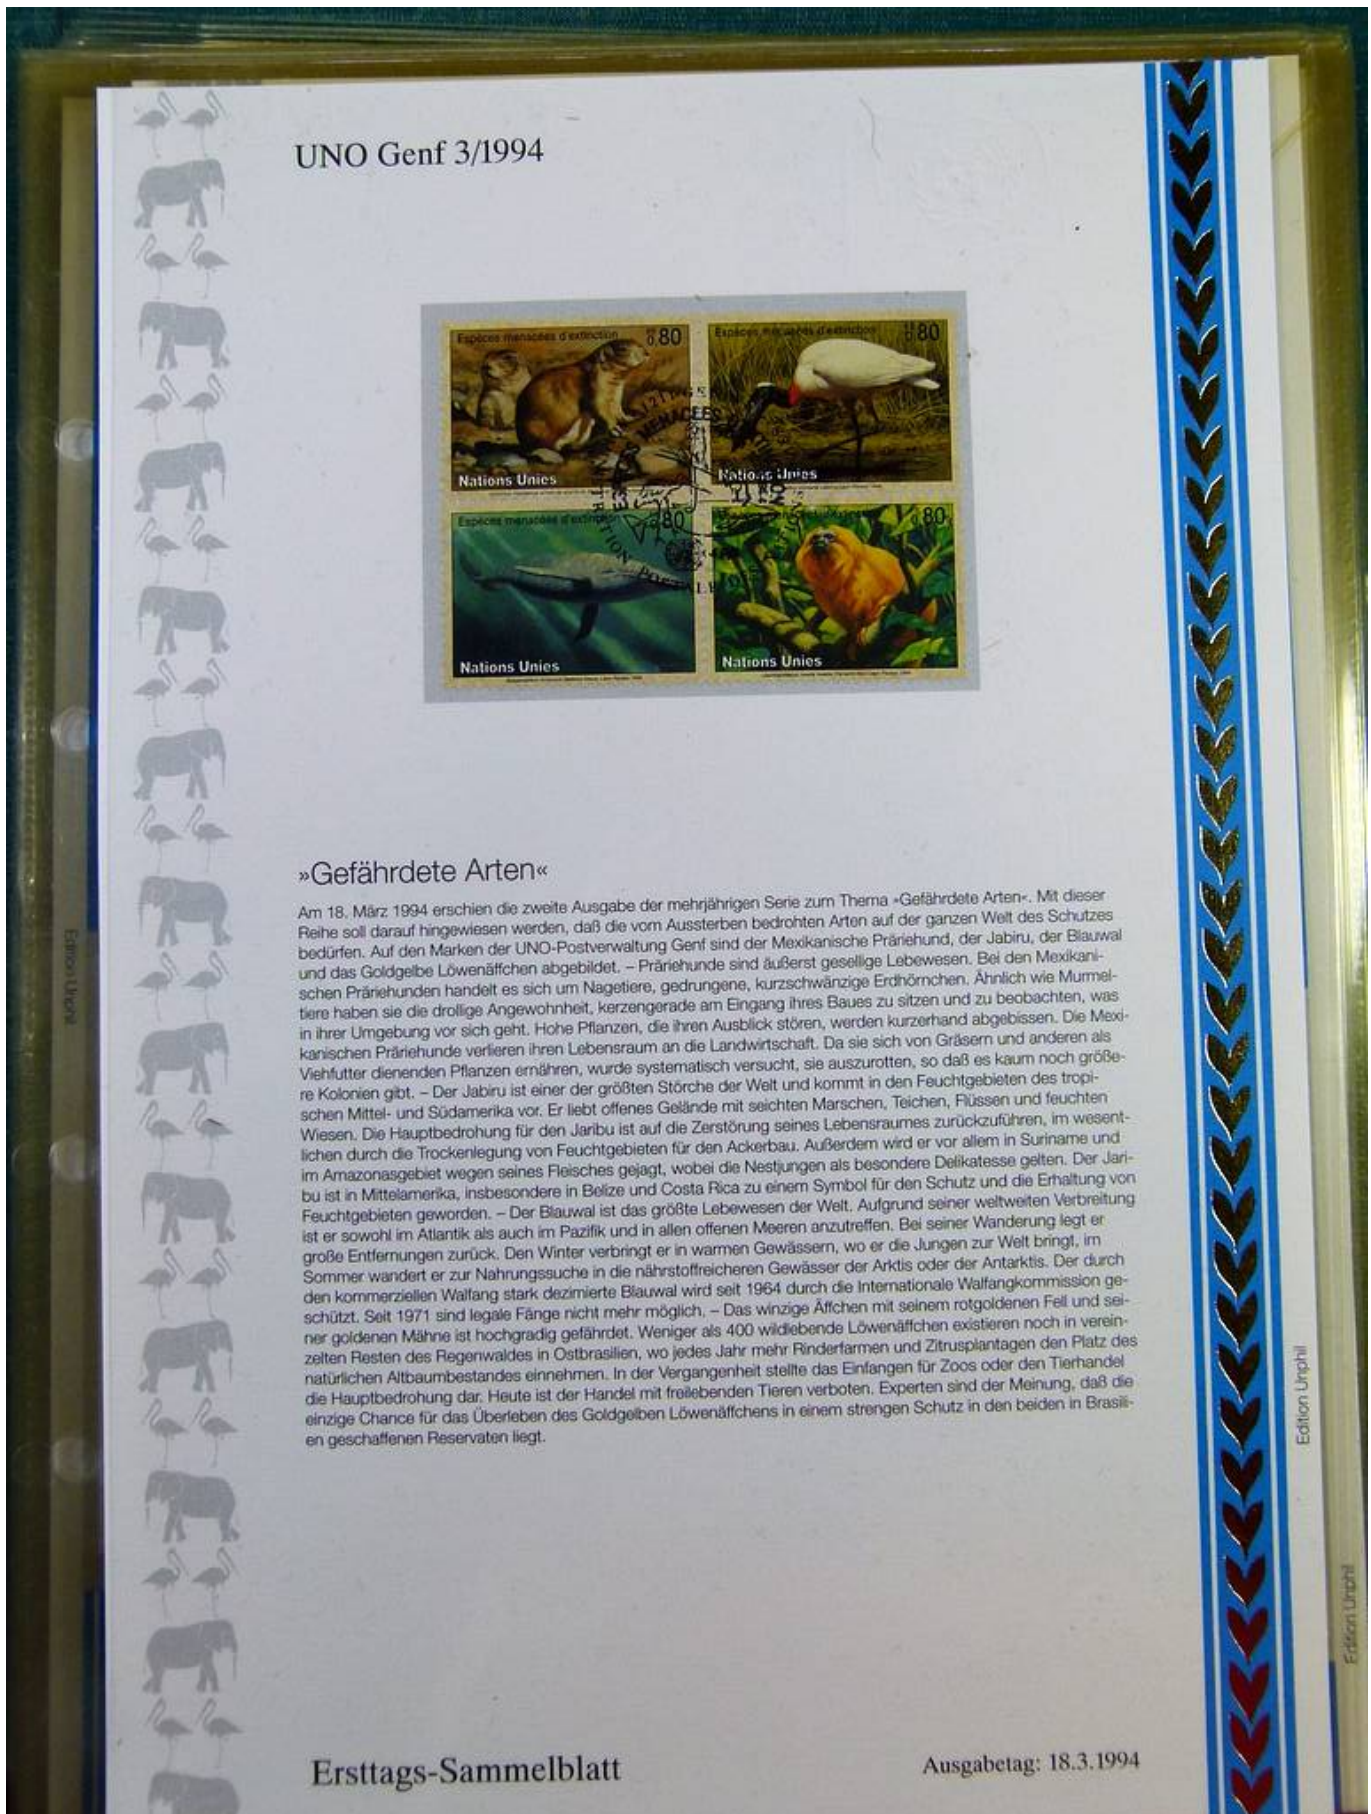 UNO Genf 3/1994
Espèces menacées d'extinction 0.80
Espèces menacées d'extinction 0.80
MENACÉES
Nations Unies
Nations Unies
Espèces menacées d'extinction 0.80
0.80
POSTALE
Nations Unies
Nations Unies
»Gefährdete Arten«
Am 18. März 1994 erschien die zweite Ausgabe der mehrjährigen Serie zum Thema »Gefährdete Arten«. Mit dieser
Reihe soll darauf hingewiesen werden, daß die vom Aussterben bedrohten Arten auf der ganzen Welt des Schutzes
bedürfen. Auf den Marken der UNO-Postverwaltung Genf sind der Mexikanische Präriehund, der Jabiru, der Blauwal
und das Goldgelbe Löwenäffchen abgebildet. – Präriehunde sind äußerst gesellige Lebewesen. Bei den Mexikani-
schen Präriehunden handelt es sich um Nagetiere, gedrungene, kurzschwänzige Erdhörnchen. Ähnlich wie Murmel-
tiere haben sie die drollige Angewohnheit, kerzengerade am Eingang ihres Baues zu sitzen und zu beobachten, was
in ihrer Umgebung vor sich geht. Hohe Pflanzen, die ihren Ausblick stören, werden kurzerhand abgebissen. Die Mexi-
kanischen Präriehunde verlieren ihren Lebensraum an die Landwirtschaft. Da sie sich von Gräsern und anderen als
Viehfutter dienenden Pflanzen ernähren, wurde systematisch versucht, sie auszurotten, so daß es kaum noch größe-
re Kolonien gibt. – Der Jabiru ist einer der größten Störche der Welt und kommt in den Feuchtgebieten des tropi-
schen Mittel- und Südamerika vor. Er liebt offenes Gelände mit seichten Marschen, Teichen, Flüssen und feuchten
Wiesen. Die Hauptbedrohung für den Jaribu ist auf die Zerstörung seines Lebensraumes zurückzuführen, im wesent-
lichen durch die Trockenlegung von Feuchtgebieten für den Ackerbau. Außerdem wird er vor allem in Suriname und
im Amazonasgebiet wegen seines Fleisches gejagt, wobei die Nestjungen als besondere Delikatesse gelten. Der Jari-
bu ist in Mittelamerika, insbesondere in Belize und Costa Rica zu einem Symbol für den Schutz und die Erhaltung von
Feuchtgebieten geworden. – Der Blauwal ist das größte Lebewesen der Welt. Aufgrund seiner weltweiten Verbreitung
ist er sowohl im Atlantik als auch im Pazifik und in allen offenen Meeren anzutreffen. Bei seiner Wanderung legt er
große Entfernungen zurück. Den Winter verbringt er in warmen Gewässern, wo er die Jungen zur Welt bringt, im
Sommer wandert er zur Nahrungssuche in die nährstoffreicheren Gewässer der Arktis oder der Antarktis. Der durch
den kommerziellen Walfang stark dezimierte Blauwal wird seit 1964 durch die Internationale Walfangkommission ge-
schützt. Seit 1971 sind legale Fänge nicht mehr möglich. – Das winzige Äffchen mit seinem rotgoldenen Fell und sei-
ner goldenen Mähne ist hochgradig gefährdet. Weniger als 400 wildlebende Löwenäffchen existieren noch in verein-
zelten Resten des Regenwaldes in Ostbrasilien, wo jedes Jahr mehr Rinderfarmen und Zitrusplantagen den Platz des
natürlichen Altbaumbestandes einnehmen. In der Vergangenheit stellte das Einfangen für Zoos oder den Tierhandel
die Hauptbedrohung dar. Heute ist der Handel mit freilebenden Tieren verboten. Experten sind der Meinung, daß die
einzige Chance für das Überleben des Goldgelben Löwenäffchens in einem strengen Schutz in den beiden in Brasili-
en geschaffenen Reservaten liegt.
Ersttags-Sammelblatt
Ausgabetag: 18.3.1994
Edition Unphil
Edition Unphil
Edition Unphil